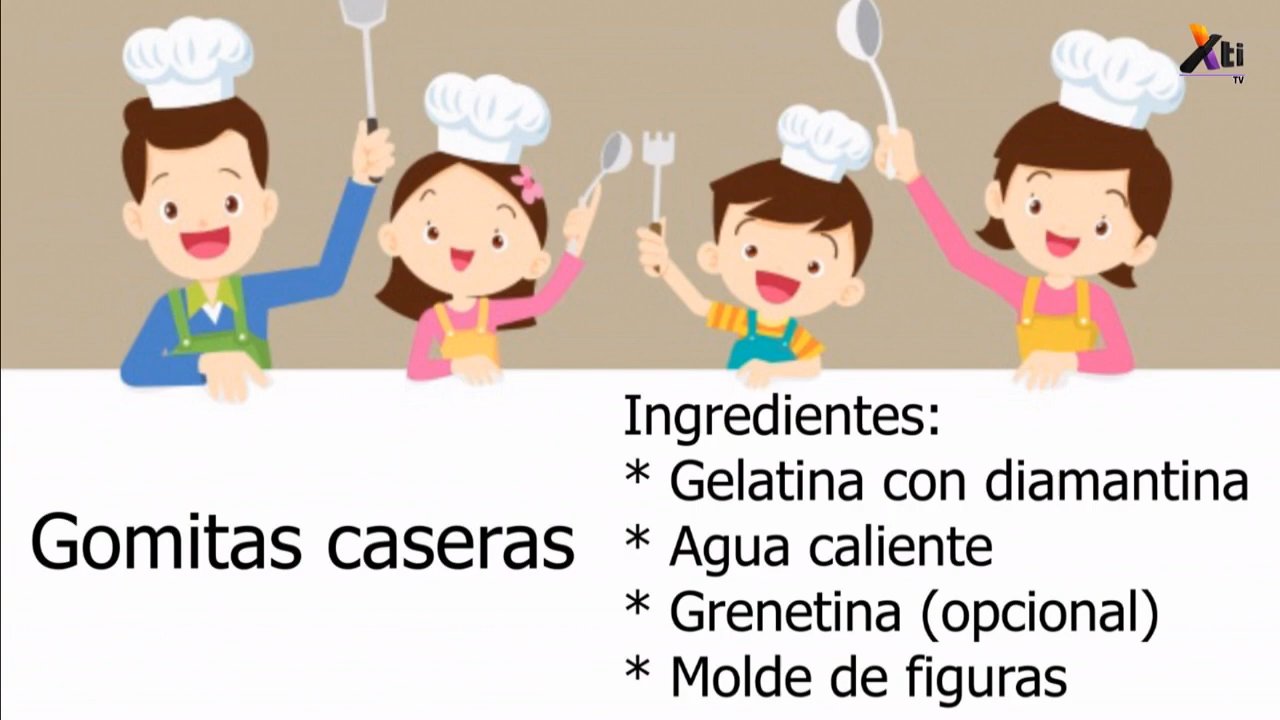 Xti
TV
Ingredientes:
* Gelatina con diamantina
Gomitas caseras
* Agua caliente
* Grenetina (opcional)
* Molde de figuras